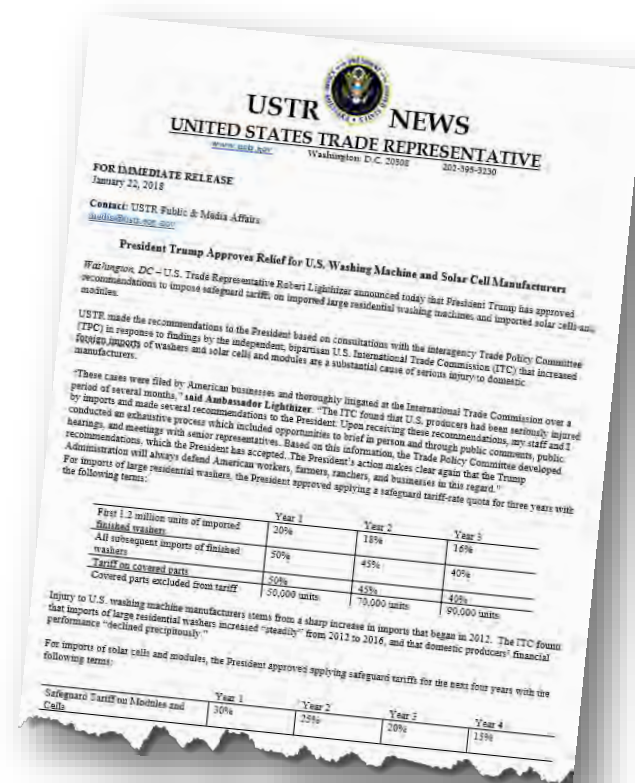 USTR NEWS
UNITED STATES TRADE REPRESENTATIVE
www.ustr.gov Washington, D.C. 20508 202-395-3230
FOR IMMEDIATE RELEASE
January 22, 2018
Contact: USTR Public & Media Affairs
media@ustr.eop.gov
President Trump Approves Relief for U.S. Washing Machine and Solar Cell Manufacturers
Washington, DC – U.S. Trade Representative Robert Lighthizer announced today that President Trump has approved
recommendations to impose safeguard tariffs on imported large residential washing machines and imported solar cells and
modules.
USTR made the recommendations to the President based on consultations with the interagency Trade Policy Committee
(TPC) in response to findings by the independent, bipartisan U.S. International Trade Commission (ITC) that increased
foreign imports of washers and solar cells and modules are a substantial cause of serious injury to domestic
manufacturers.
"These cases were filed by American businesses and thoroughly litigated at the International Trade Commission over a
period of several months," said Ambassador Lighthizer. "The ITC found that U.S. producers had been seriously injured
by imports and made several recommendations to the President. Upon receiving these recommendations, my staff and I
conducted an exhaustive process which included opportunities to brief in person and through public comments, public
hearings, and meetings with senior representatives. Based on this information, the Trade Policy Committee developed
recommendations, which the President has accepted. The President's action makes clear again that the Trump
Administration will always defend American workers, farmers, ranchers, and businesses in this regard."
For imports of large residential washers, the President approved applying a safeguard tariff-rate quota for three years with
the following terms:
Year 1 Year 2 Year 3
First 1.2 million units of imported 20% 18% 16%
finished washers
All subsequent imports of finished 50% 45% 40%
washers
Tariff on covered parts 50% 45% 40%
Covered parts excluded from tariff 50,000 units 70,000 units 90,000 units
Injury to U.S. washing machine manufacturers stems from a sharp increase in imports that began in 2012. The ITC found
that imports of large residential washers increased "steadily" from 2012 to 2016, and that domestic producers' financial
performance "declined precipitously."
For imports of solar cells and modules, the President approved applying safeguard tariffs for the next four years with the
following terms:
Year 1 Year 2 Year 3 Year 4
Safeguard Tariff on Modules and 30% 25% 20% 15%
Cells